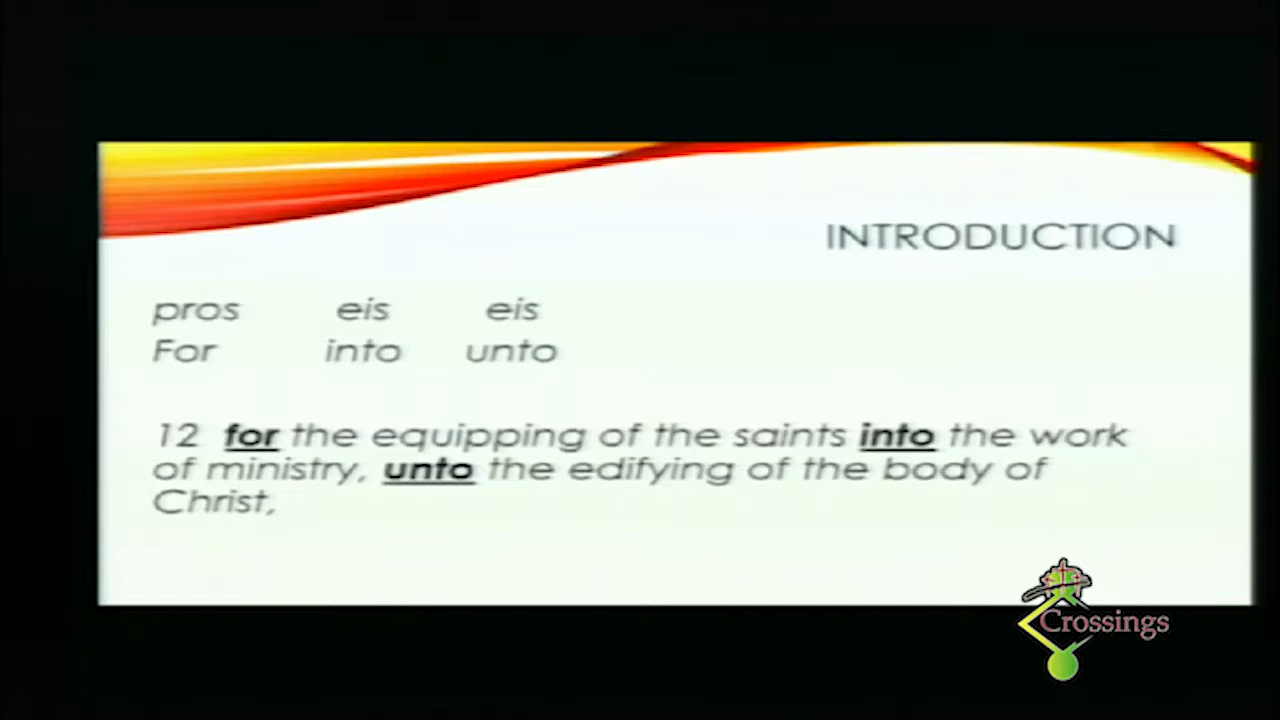 INTRODUCTION
pros eis eis
For into unto
12 for the equipping of the saints into the work
of ministry, unto the edifying of the body of
Christ,
Crossings